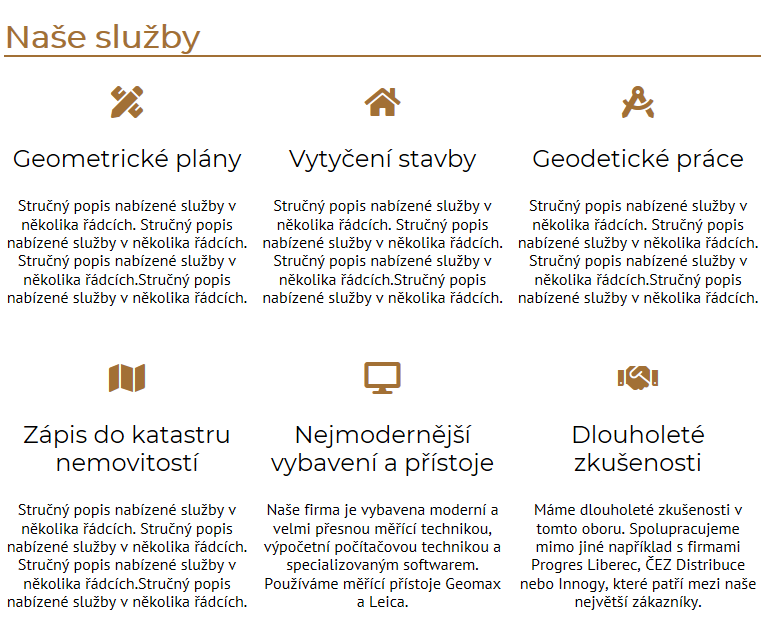 Naše služby
Geometrické plány
Stručný popis nabízené služby v
několika řádcích. Stručný popis
nabízené služby v několika řádcích.
Stručný popis nabízené služby v
několika řádcích.Stručný popis
nabízené služby v několika řádcích.
Vytyčení stavby
Stručný popis nabízené služby v
několika řádcích. Stručný popis
nabízené služby v několika řádcích.
Stručný popis nabízené služby v
několika řádcích.Stručný popis
nabízené služby v několika řádcích.
Geodetické práce
Stručný popis nabízené služby v
několika řádcích. Stručný popis
nabízené služby v několika řádcích.
Stručný popis nabízené služby v
několika řádcích.Stručný popis
nabízené služby v několika řádcích.
Zápis do katastru
nemovitostí
Stručný popis nabízené služby v
několika řádcích. Stručný popis
nabízené služby v několika řádcích.
Stručný popis nabízené služby v
několika řádcích.Stručný popis
nabízené služby v několika řádcích.
Nejmodernější
vybavení a přístoje
Naše firma je vybavena moderní a
velmi přesnou měřící technikou,
výpočetní počítačovou technikou a
specializovaným softwarem.
Používáme měřící přístoje Geomax
a Leica.
Dlouholeté
zkušenosti
Máme dlouholeté zkušenosti v
tomto oboru. Spolupracujeme
mimo jiné například s firmami
Progres Liberec, ČEZ Distribuce
nebo Innogy, které patří mezi naše
největší zákazníky.